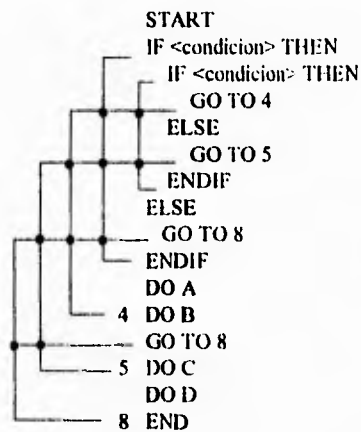 START
IF <condicion> THEN
IF <condicion> THEN
GO TO 4
ELSE
GO TO 5
ENDIF
ELSE
GO TO 8
ENDIF
DO A
4 DO B
GO TO 8
5 DO C
DO D
8 END